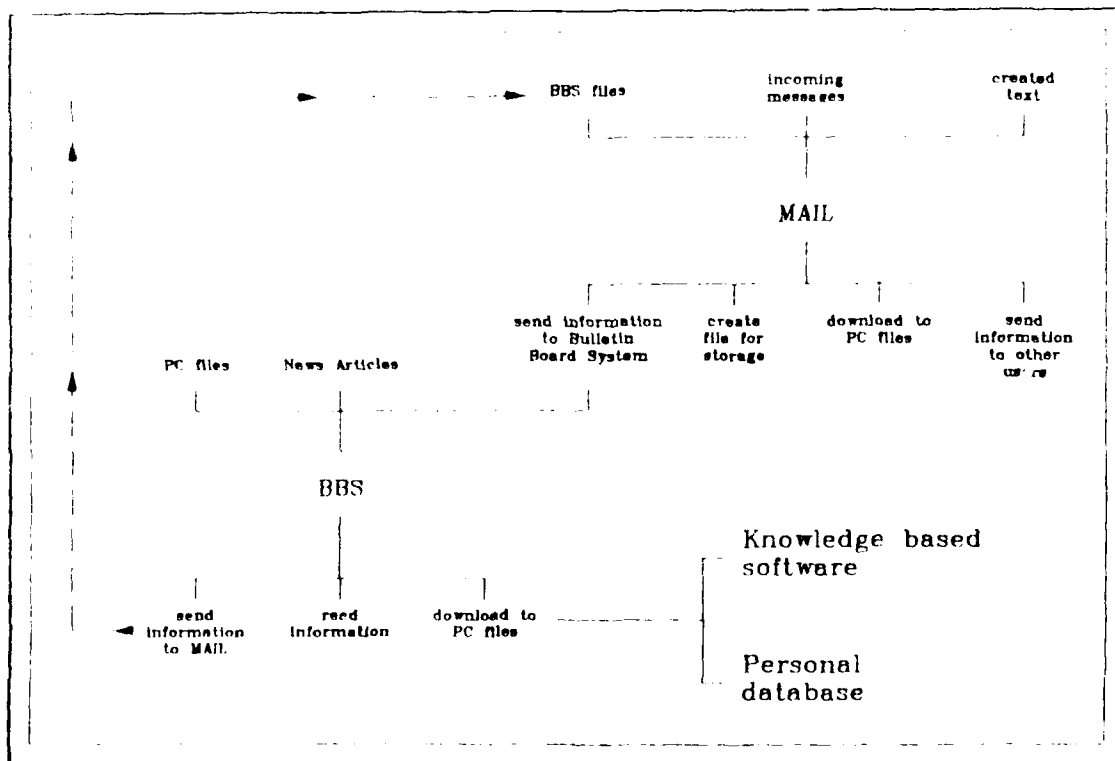 BBS files
incoming
messages
created
text
MAIL
send information
to Bulletin
Board System
create
file for
storage
download to
PC files
send
information
to other
users
PC files
News Articles
BBS
send
information
to MAIL
read
information
download to
PC files
Knowledge based
software
Personal
database